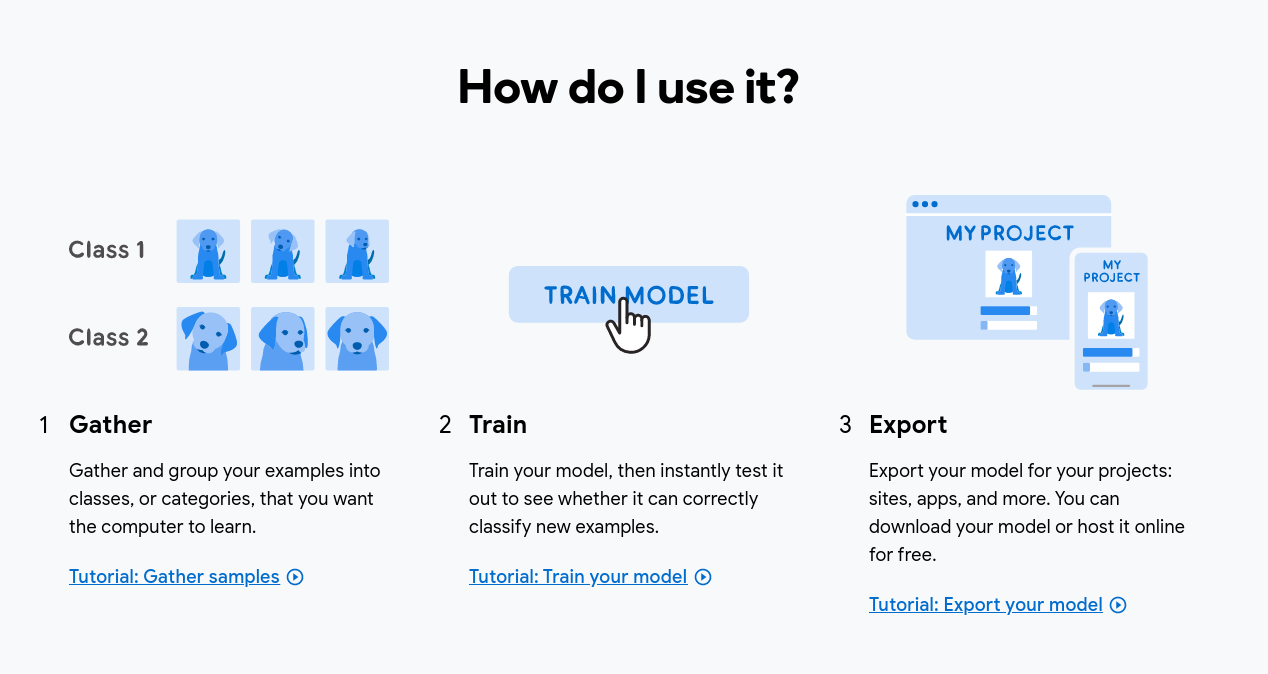 How do I use it?
Class 1
Class 2
TRAIN MODEL
MY PROJECT
MY
PROJECT
1 Gather
Gather and group your examples into
classes, or categories, that you want
the computer to learn.
Tutorial: Gather samples
2 Train
Train your model, then instantly test it
out to see whether it can correctly
classify new examples.
Tutorial: Train your model
3 Export
Export your model for your projects:
sites, apps, and more. You can
download your model or host it online
for free.
Tutorial: Export your model